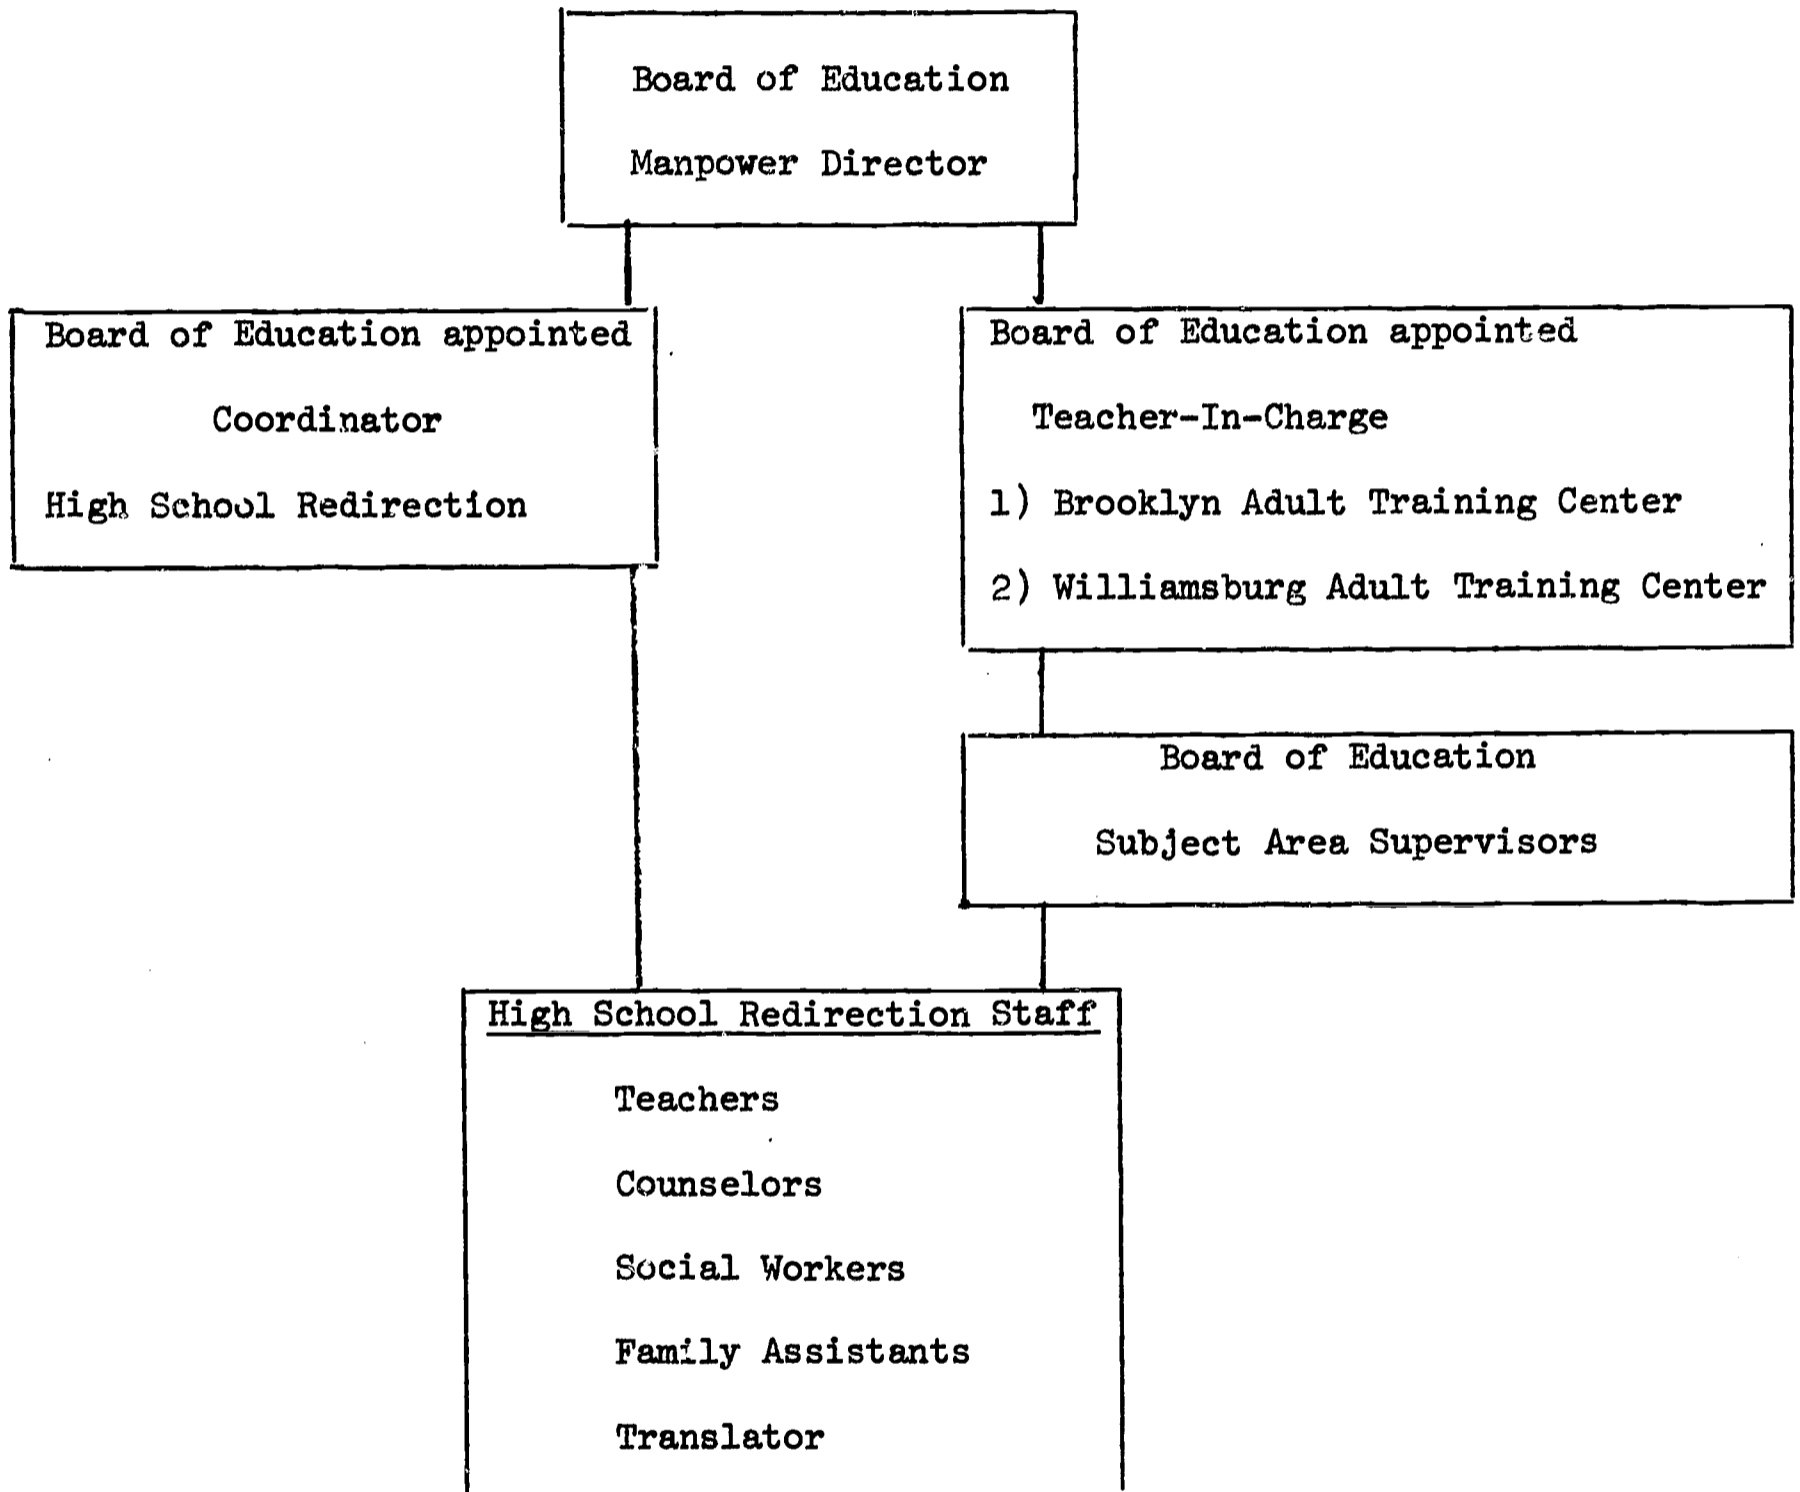 Board of Education
Manpower Director
Board of Education appointed
Coordinator
High School Redirection
Board of Education appointed
Teacher-In-Charge
1) Brooklyn Adult Training Center
2) Williamsburg Adult Training Center
Board of Education
Subject Area Supervisors
High School Redirection Staff
Teachers
Counselors
Social Workers
Family Assistants
Translator